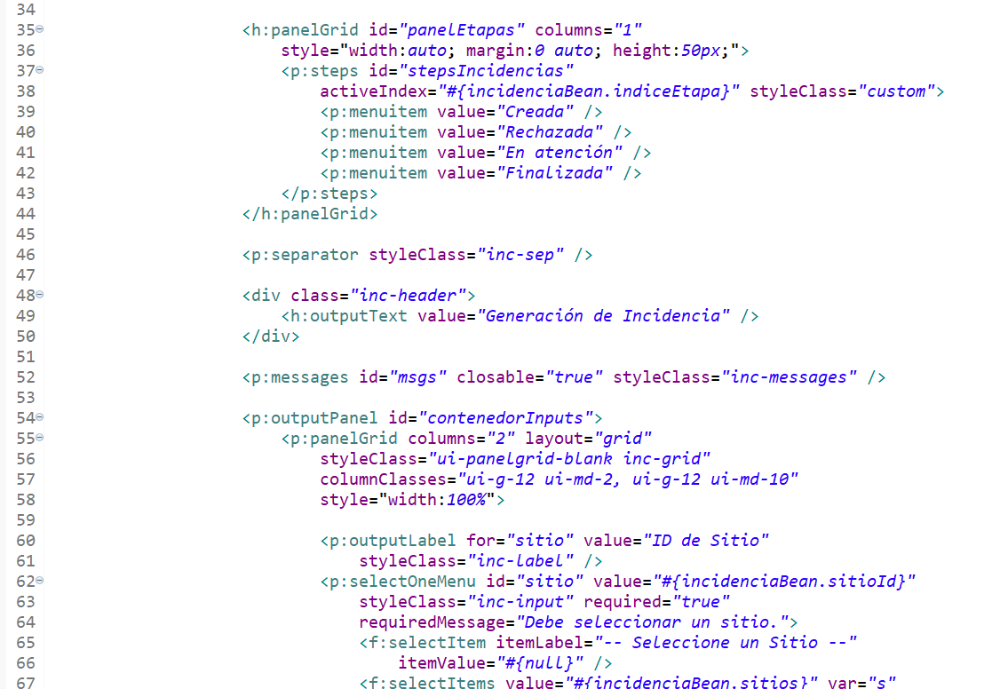 34
35 <h:panelGrid id="panelEtapas" columns="1"
36 style="width:auto; margin:0 auto; height:50px;">
37 <p:steps id="stepsIncidencias"
38 activeIndex="#{incidenciaBean.indiceEtapa}" styleClass="custom">
39 <p:menuitem value="Creada" />
40 <p:menuitem value="Rechazada" />
41 <p:menuitem value="En atención" />
42 <p:menuitem value="Finalizada" />
43 </p:steps>
44 </h:panelGrid>
45
46 <p:separator styleClass="inc-sep" />
47
48 <div class="inc-header">
49 <h:outputText value="Generación de Incidencia" />
50 </div>
51
52 <p:messages id="msgs" closable="true" styleClass="inc-messages" />
53
54 <p:outputPanel id="contenedorInputs">
55 <p:panelGrid columns="2" layout="grid"
56 styleClass="ui-panelgrid-blank inc-grid"
57 columnClasses="ui-g-12 ui-md-2, ui-g-12 ui-md-10"
58 style="width:100%">
59
60 <p:outputLabel for="sitio" value="ID de Sitio"
61 styleClass="inc-label" />
62 <p:selectOneMenu id="sitio" value="#{incidenciaBean.sitioId}"
63 styleClass="inc-input" required="true"
64 requiredMessage="Debe seleccionar un sitio.">
65 <f:selectItem itemLabel="-- Seleccione un Sitio --"
66 itemValue="#{null}" />
67 <f:selectItems value="#{incidenciaBean.sitios}" var="s"